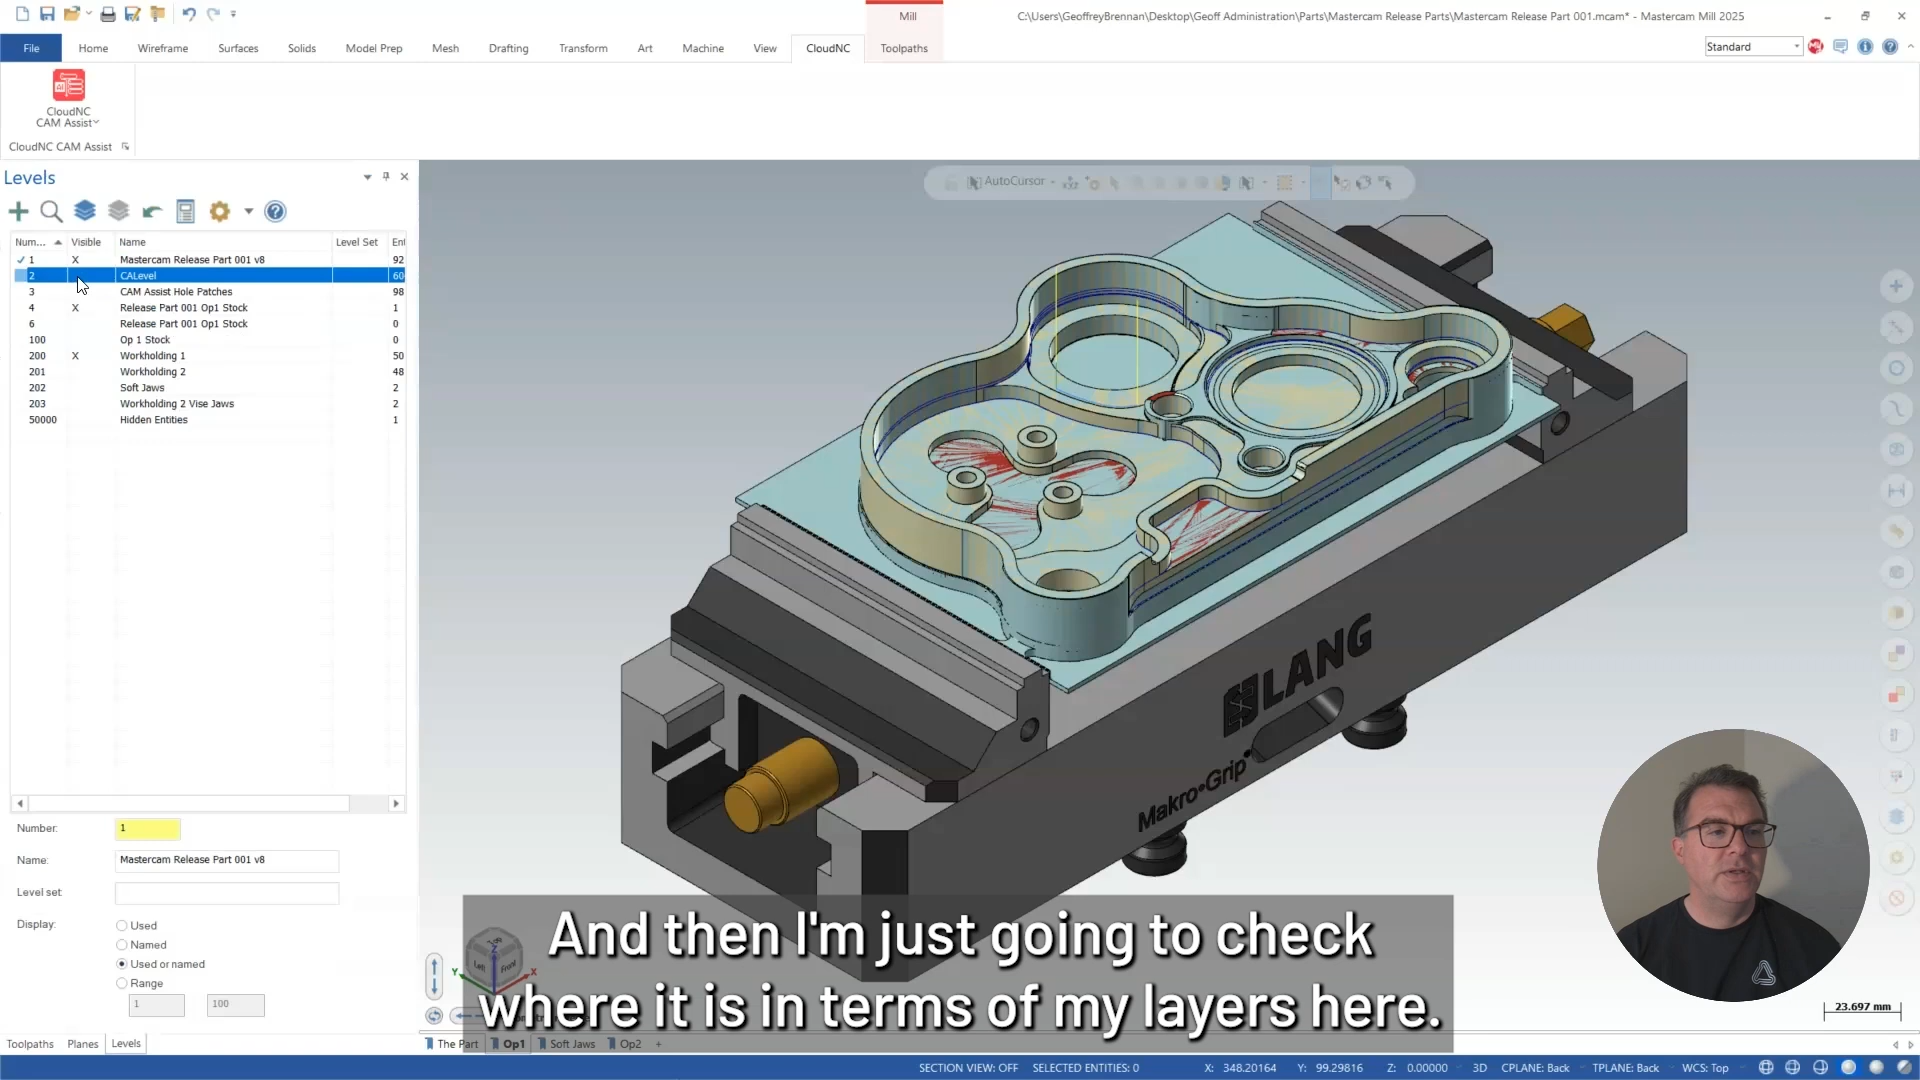 Mill
C:\Users\GeoffreyBrennan\Desktop\Geoff Administration\Parts\Mastercam Release Parts\Mastercam Release Part 001.mcam* - Mastercam Mill 2025
File Home Wireframe Surfaces Solids Model Prep Mesh Drafting Transform Art Machine View CloudNC Toolpaths
Standard
CloudNC
CAM Assist
CloudNC CAM Assist
Levels
AutoCursor
Num... Visible Name Level Set Ent
1 X Mastercam Release Part 001 v8 92
2 CALevel 60
3 CAM Assist Hole Patches 98
4 X Release Part 001 Op1 Stock 1
6 Release Part 001 Op1 Stock 0
100 Op 1 Stock 0
200 X Workholding 1 50
201 Workholding 2 48
202 Soft Jaws 2
203 Workholding 2 Vise Jaws 2
50000 Hidden Entities 1
LANG
Makro•Grip
Number: 1
Name: Mastercam Release Part 001 v8
Level set:
Display: Used
Named
Used or named
Range
1 100
Top
Left Front
Z
Y X
And then I'm just going to check
where it is in terms of my layers here.
23.697 mm
Toolpaths Planes Levels
The Part Op1 Soft Jaws Op2 +
SECTION VIEW: OFF SELECTED ENTITIES: 0 X: 348.20164 Y: 99.29816 Z: 0.00000 3D CPLANE: Back TPLANE: Back WCS: Top